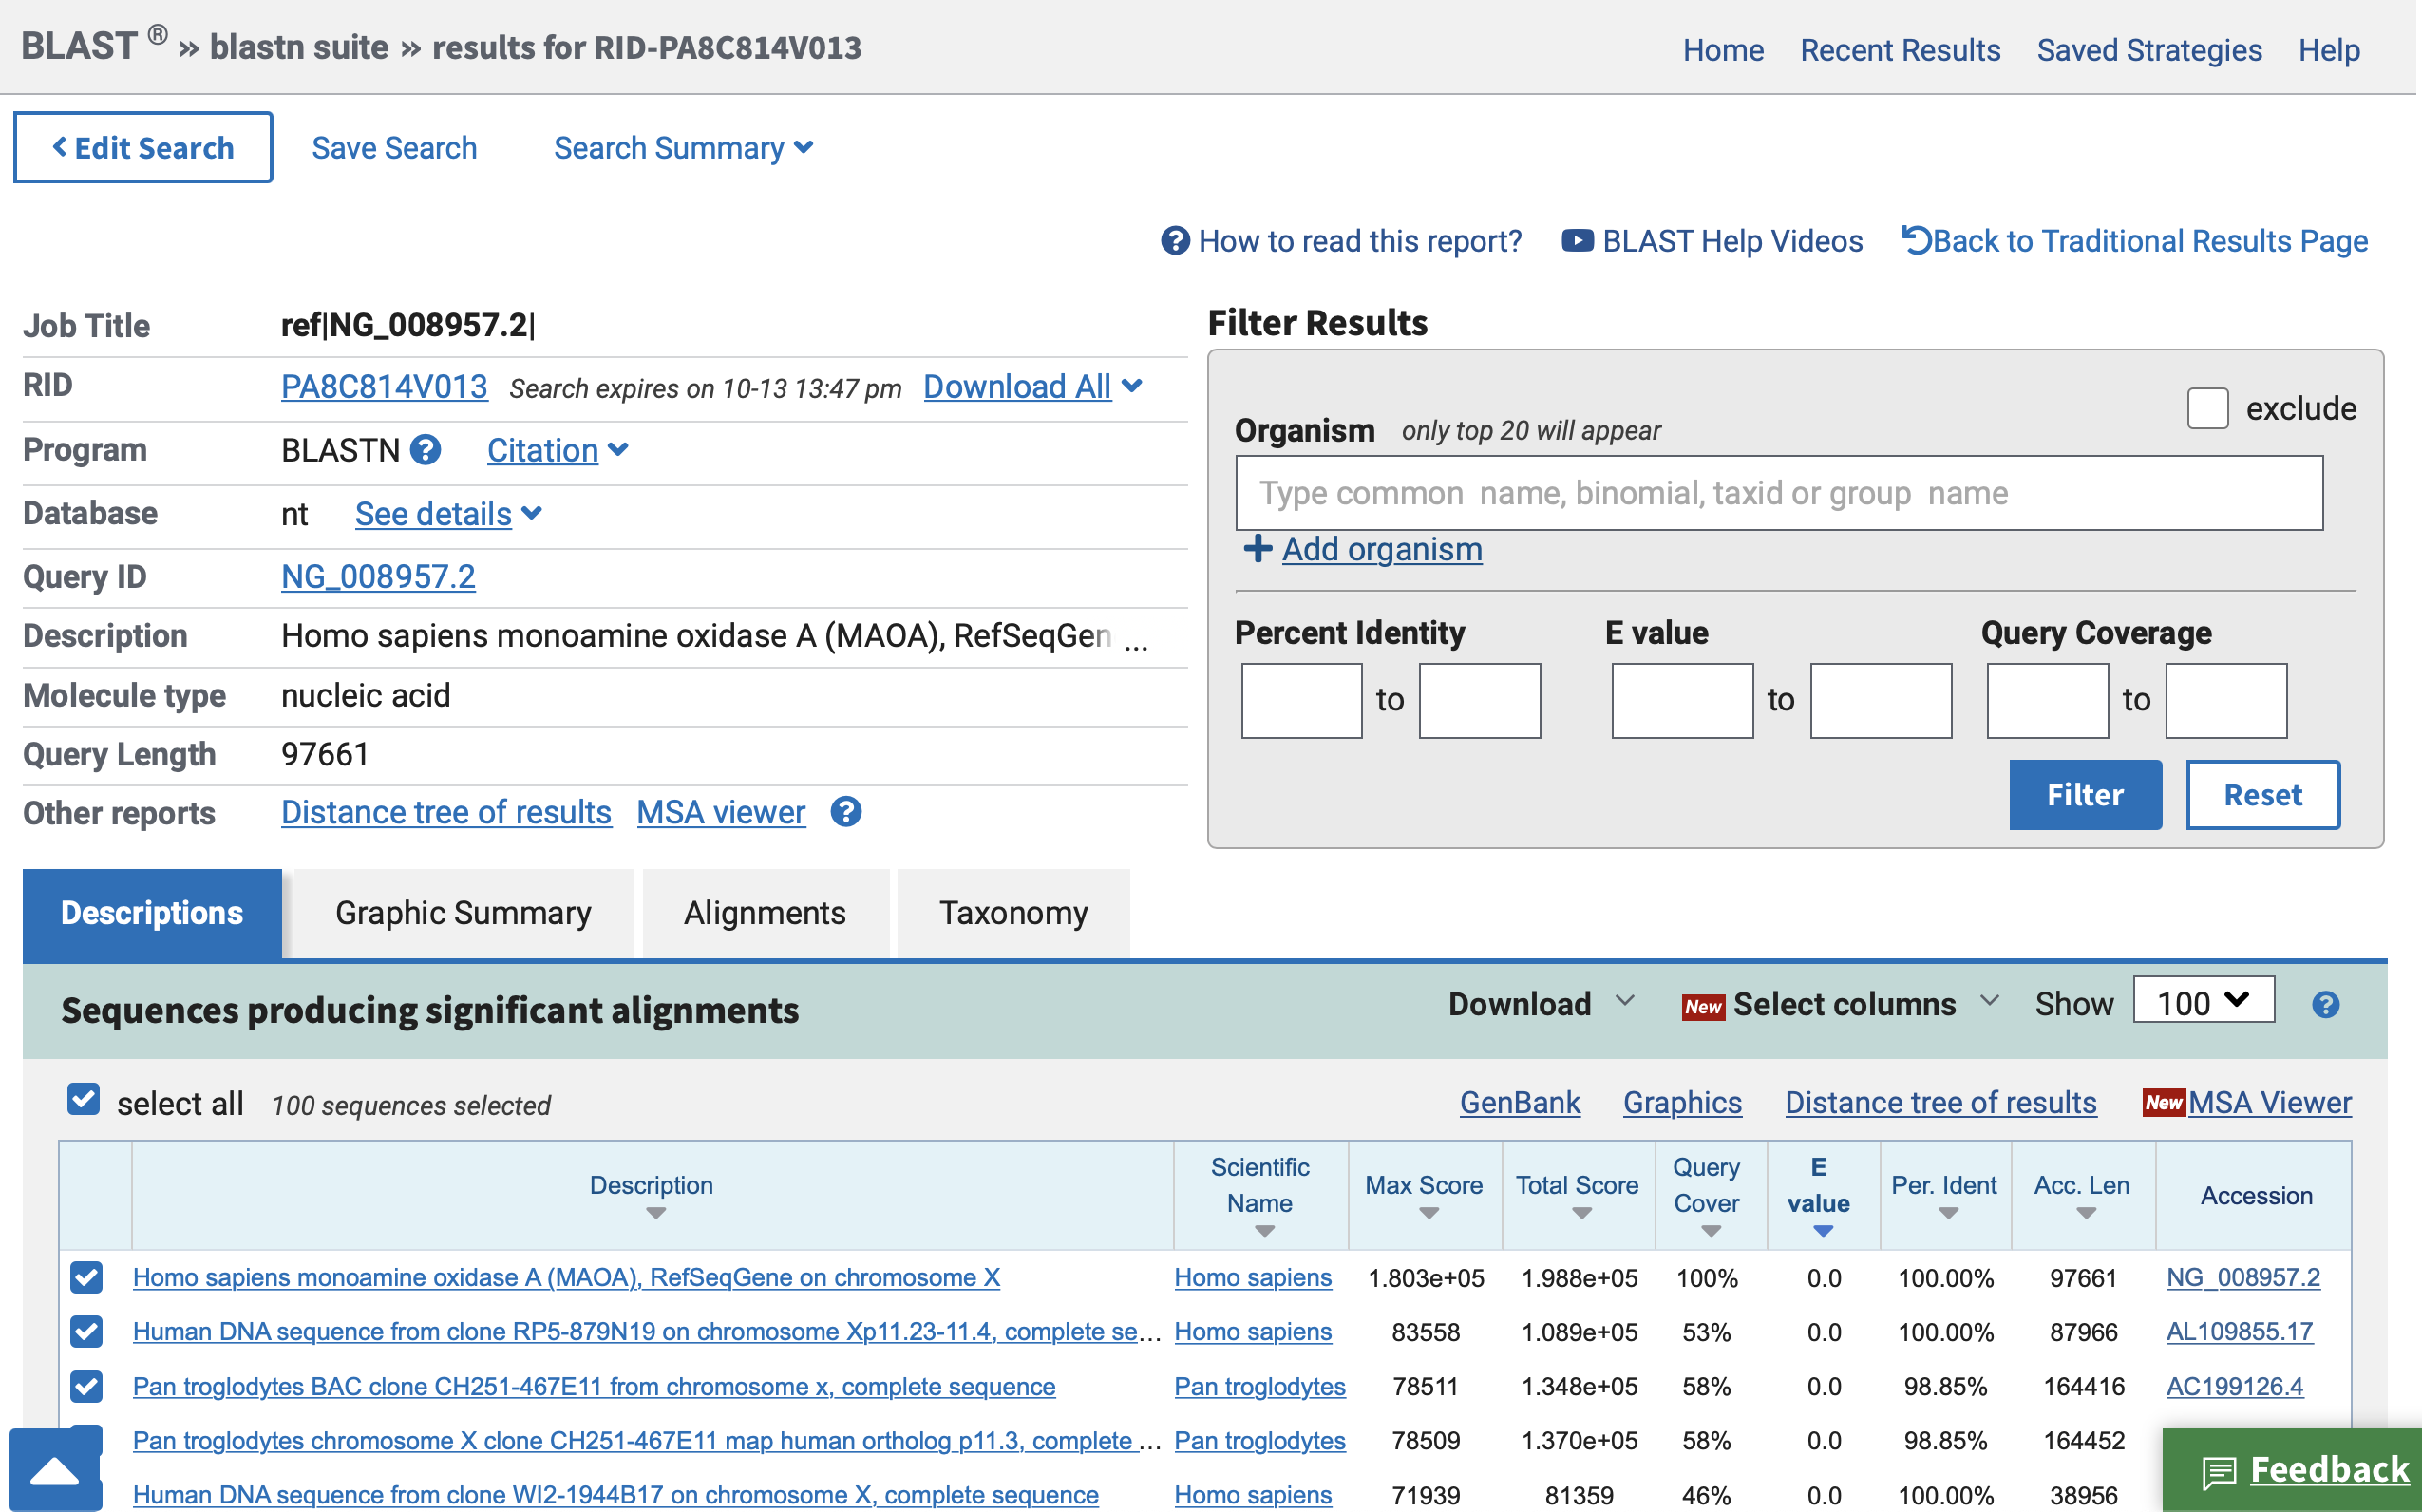 BLAST ® » blastn suite » results for RID-PA8C814V013
Home Recent Results Saved Strategies Help
Edit Search Save Search Search Summary
How to read this report? BLAST Help Videos Back to Traditional Results Page
Job Title ref|NG_008957.2|
RID PA8C814V013 Search expires on 10-13 13:47 pm Download All
Program BLASTN Citation
Database nt See details
Query ID NG_008957.2
Description Homo sapiens monoamine oxidase A (MAOA), RefSeqGen ...
Molecule type nucleic acid
Query Length 97661
Other reports Distance tree of results MSA viewer
Filter Results
exclude
Organism only top 20 will appear
Type common name, binomial, taxid or group name
Add organism
Percent Identity E value Query Coverage
to to to
Filter Reset
Descriptions Graphic Summary Alignments Taxonomy
Sequences producing significant alignments Download New Select columns Show 100
select all 100 sequences selected GenBank Graphics Distance tree of results New MSA Viewer
Description Scientific Name Max Score Total Score Query Cover E value Per. Ident Acc. Len Accession
Homo sapiens monoamine oxidase A (MAOA), RefSeqGene on chromosome X Homo sapiens 1.803e+05 1.988e+05 100% 0.0 100.00% 97661 NG_008957.2
Human DNA sequence from clone RP5-879N19 on chromosome Xp11.23-11.4, complete se... Homo sapiens 83558 1.089e+05 53% 0.0 100.00% 87966 AL109855.17
Pan troglodytes BAC clone CH251-467E11 from chromosome x, complete sequence Pan troglodytes 78511 1.348e+05 58% 0.0 98.85% 164416 AC199126.4
Pan troglodytes chromosome X clone CH251-467E11 map human ortholog p11.3, complete ... Pan troglodytes 78509 1.370e+05 58% 0.0 98.85% 164452
Human DNA sequence from clone WI2-1944B17 on chromosome X, complete sequence Homo sapiens 71939 81359 46% 0.0 100.00% 38956
Feedback